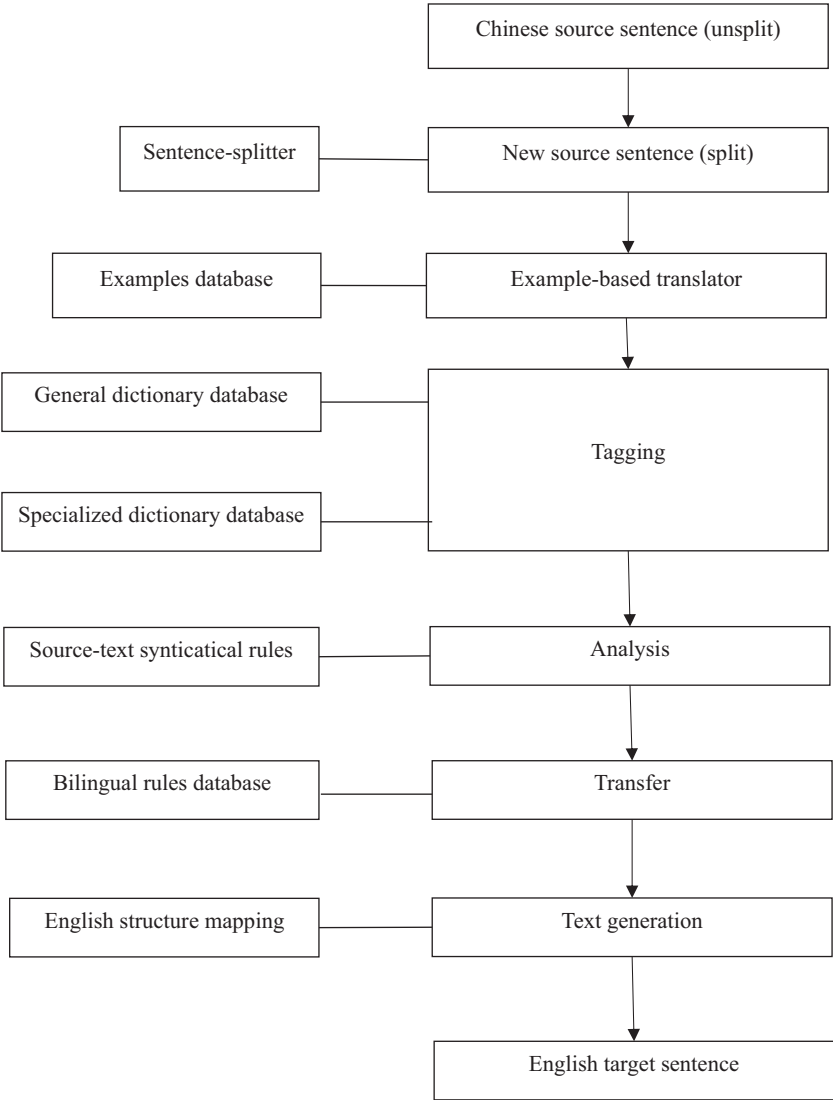 Chinese source sentence (unsplit)
Sentence-splitter
New source sentence (split)
Examples database
Example-based translator
General dictionary database
Tagging
Specialized dictionary database
Source-text synticatical rules
Analysis
Bilingual rules database
Transfer
English structure mapping
Text generation
English target sentence